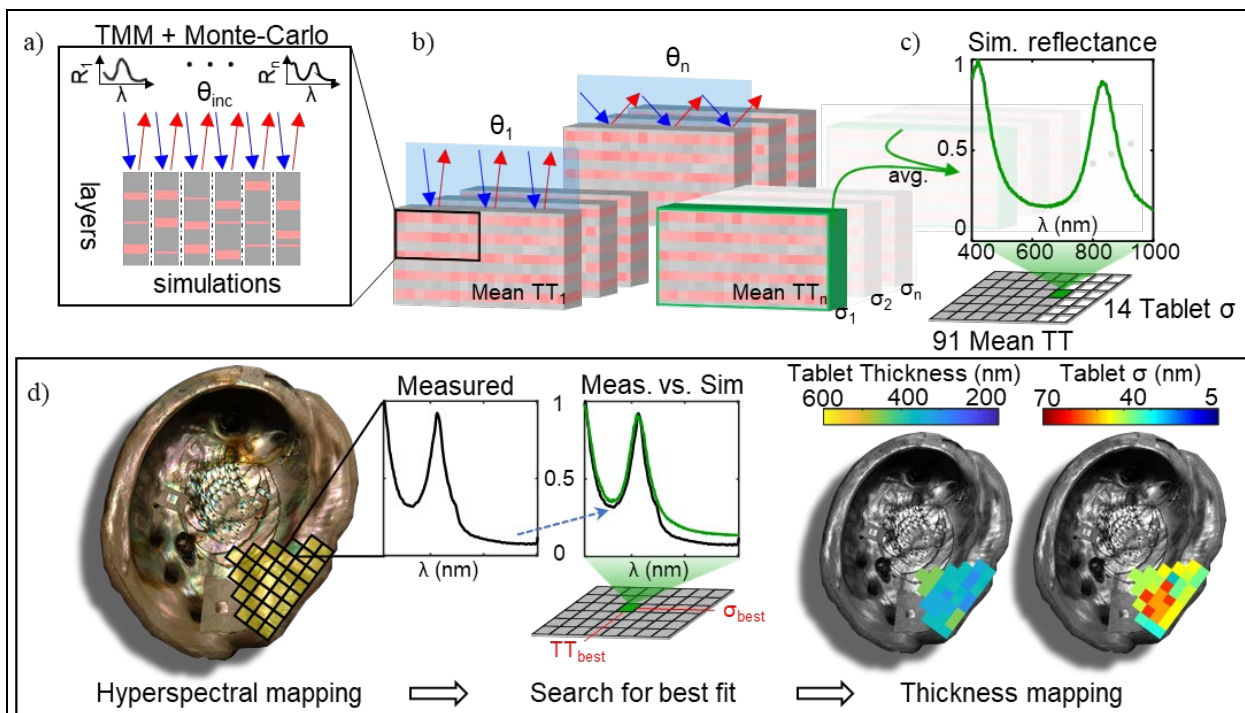 a)
TMM + Monte-Carlo
R1
λ
. . .
Rn
λ
θinc
layers
simulations
b)
θ1
θn
Mean TT1
Mean TTn
σ1
σ2
σn
avg.
c)
Sim. reflectance
1
0.5
0
λ (nm)
400 600 800 1000
14 Tablet σ
91 Mean TT
d)
Measured
λ (nm)
Meas. vs. Sim
1
0.5
0
λ (nm)
σbest
TTbest
Tablet Thickness (nm)
600 400 200
Tablet σ (nm)
70 40 5
Hyperspectral mapping
Search for best fit
Thickness mapping